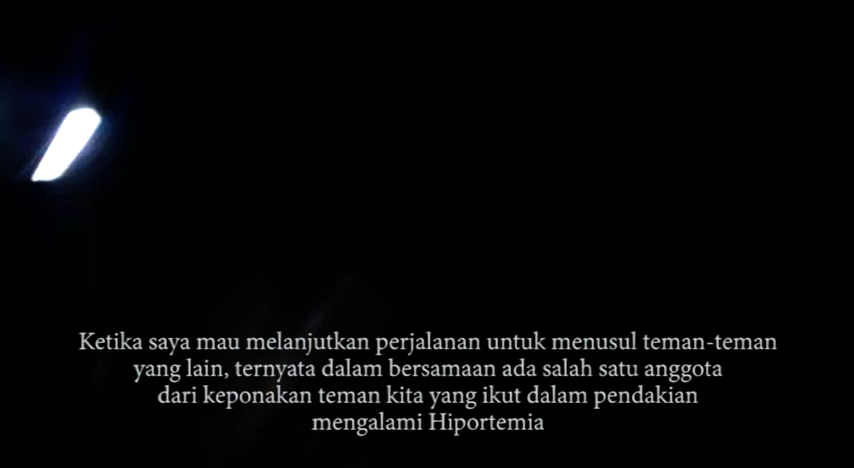 Ketika saya mau melanjutkan perjalanan untuk menusul teman-teman
yang lain, ternyata dalam bersamaan ada salah satu anggota
dari keponakan teman kita yang ikut dalam pendakian
mengalami Hiportemia